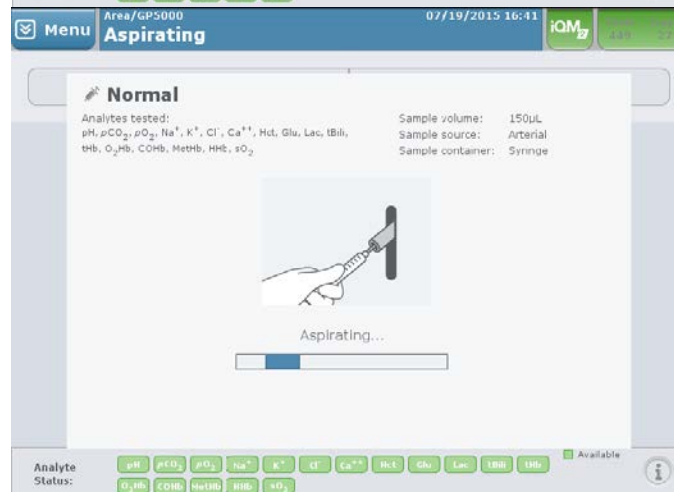 Area/GP5000
07/19/2015 16:41
Menu
Aspirating
iQM2
449
27
Normal
Analytes tested:
pH, pCO₂, pO₂, Na⁺, K⁺, Cl⁻, Ca⁺⁺, Hct, Glu, Lac, tBili,
tHb, O₂Hb, COHb, MetHb, HHb, sO₂
Sample volume: 150µL
Sample source: Arterial
Sample container: Syringe
Aspirating...
Available
Analyte
Status:
pH pCO₂ pO₂ Na⁺ K⁺ Cl⁻ Ca⁺⁺ Hct Glu Lac tBili tHb
O₂Hb COHb MetHb HHb sO₂